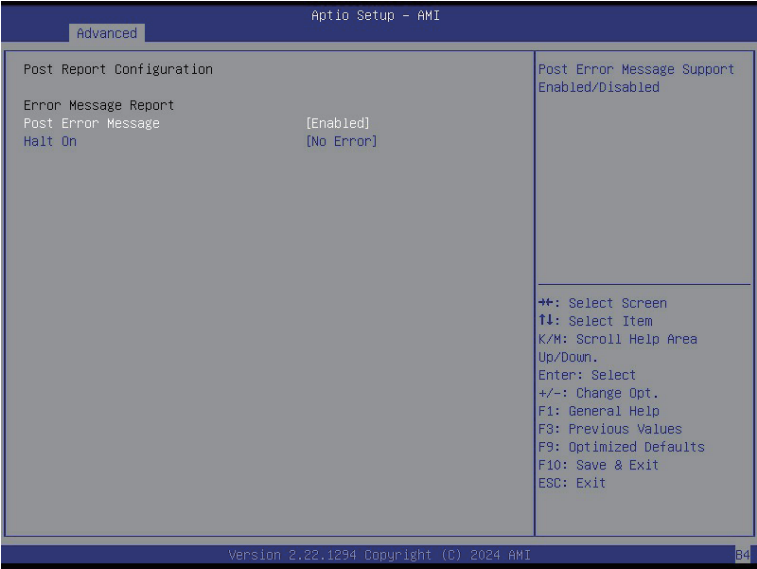 Aptio Setup – AMI
Advanced
Post Report Configuration
Error Message Report
Post Error Message [Enabled]
Halt On [No Error]
Post Error Message Support
Enabled/Disabled
→←: Select Screen
↑↓: Select Item
K/M: Scroll Help Area
Up/Down.
Enter: Select
+/-: Change Opt.
F1: General Help
F3: Previous Values
F9: Optimized Defaults
F10: Save & Exit
ESC: Exit
Version 2.22.1294 Copyright (C) 2024 AMI
B4